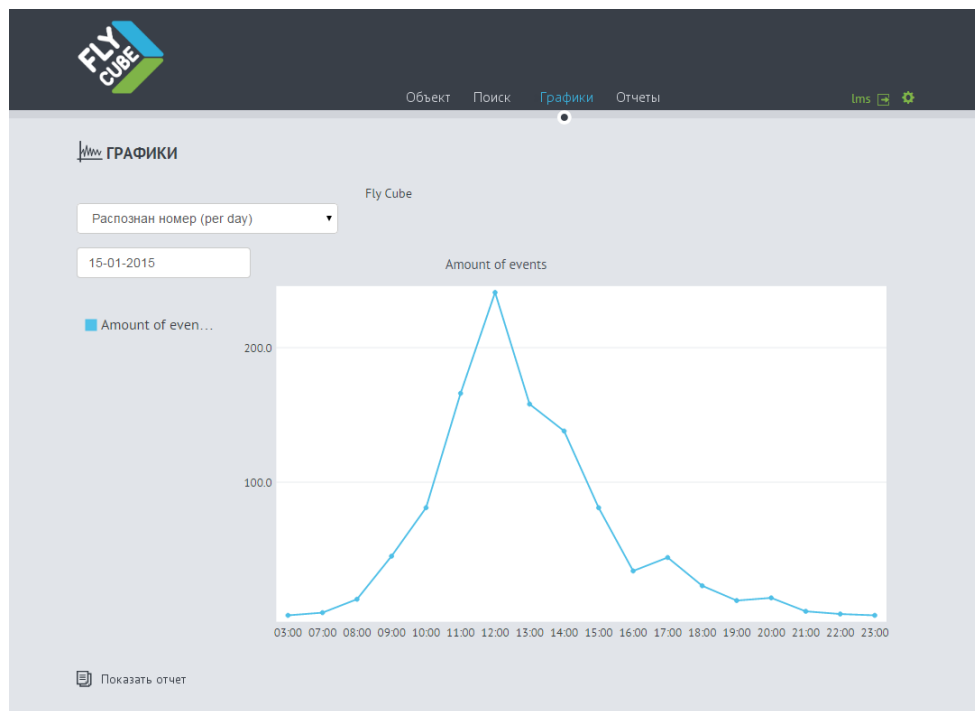 FLY
CUBE
Объект Поиск Графики Отчеты lms
ГРАФИКИ
Fly Cube
Распознан номер (per day)
15-01-2015
Amount of events
Amount of even...
200.0
100.0
03:00 07:00 08:00 09:00 10:00 11:00 12:00 13:00 14:00 15:00 16:00 17:00 18:00 19:00 20:00 21:00 22:00 23:00
Показать отчет